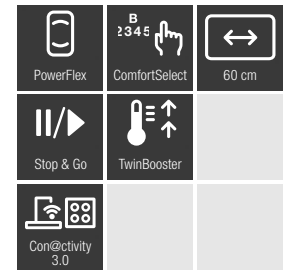 B
2345
PowerFlex
ComfortSelect
60 cm
Stop & Go
TwinBooster
Con@ctivity
3.0